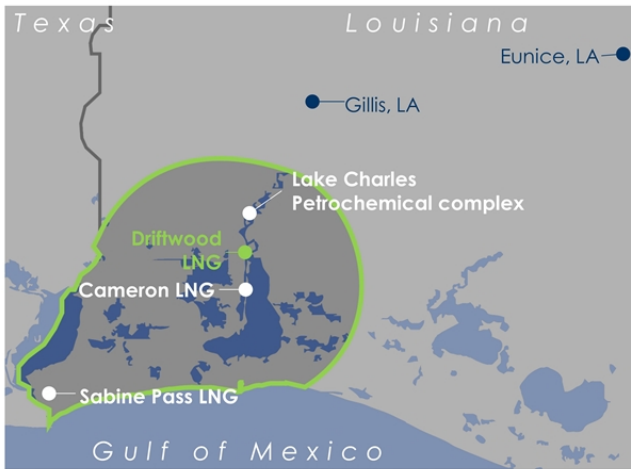 Texas
Louisiana
Eunice, LA
Gillis, LA
Lake Charles
Petrochemical complex
Driftwood
LNG
Cameron LNG
Sabine Pass LNG
Gulf of Mexico